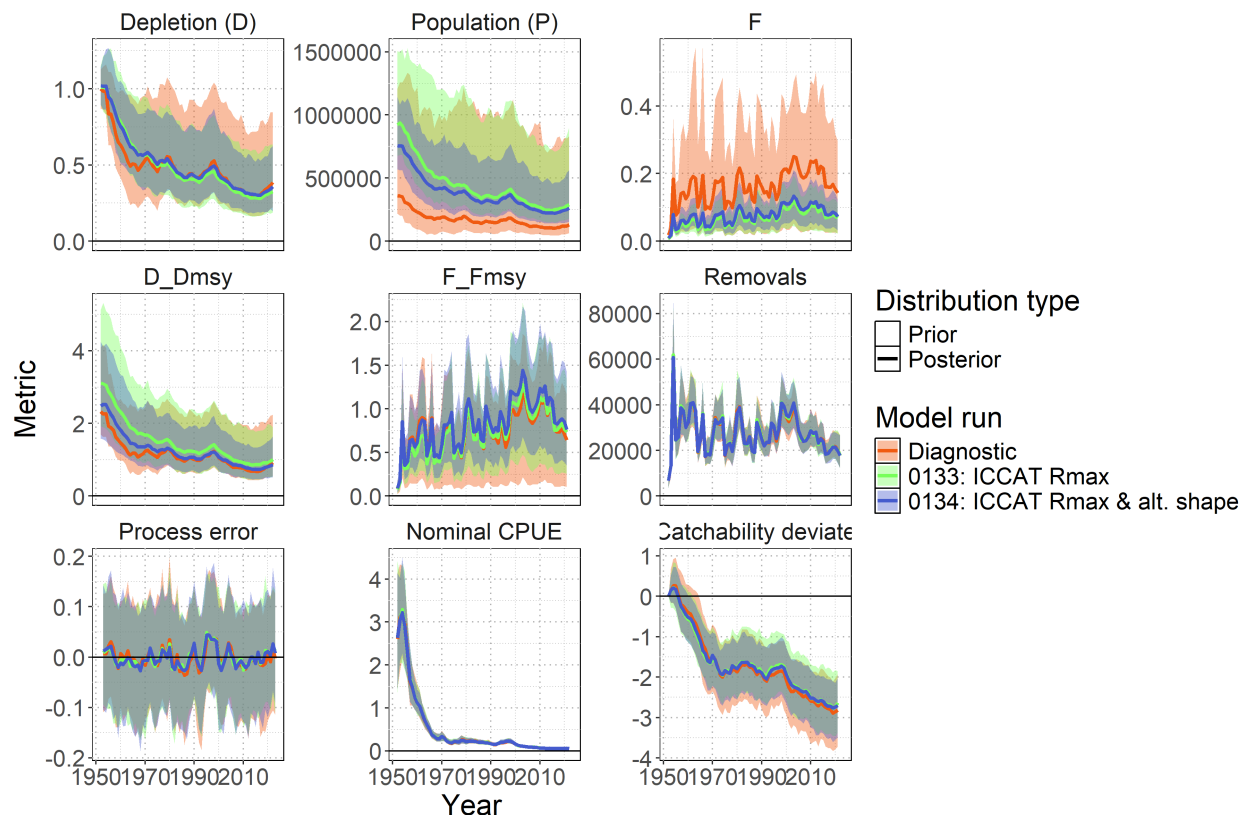 Depletion (D)
Population (P)
F
1.0
0.5
0.0
1500000
1000000
500000
0
0.4
0.2
0.0
D_Dmsy
F_Fmsy
Removals
4
2
0
2.0
1.5
1.0
0.5
0.0
80000
60000
40000
20000
0
Process error
Nominal CPUE
Catchability deviate
0.2
0.1
0.0
-0.1
-0.2
4
3
2
1
0
1
0
-1
-2
-3
-4
1950 1970 1990 2010
1950 1970 1990 2010
1950 1970 1990 2010
Metric
Year
Distribution type
Prior
Posterior
Model run
Diagnostic
0133: ICCAT Rmax
0134: ICCAT Rmax & alt. shape